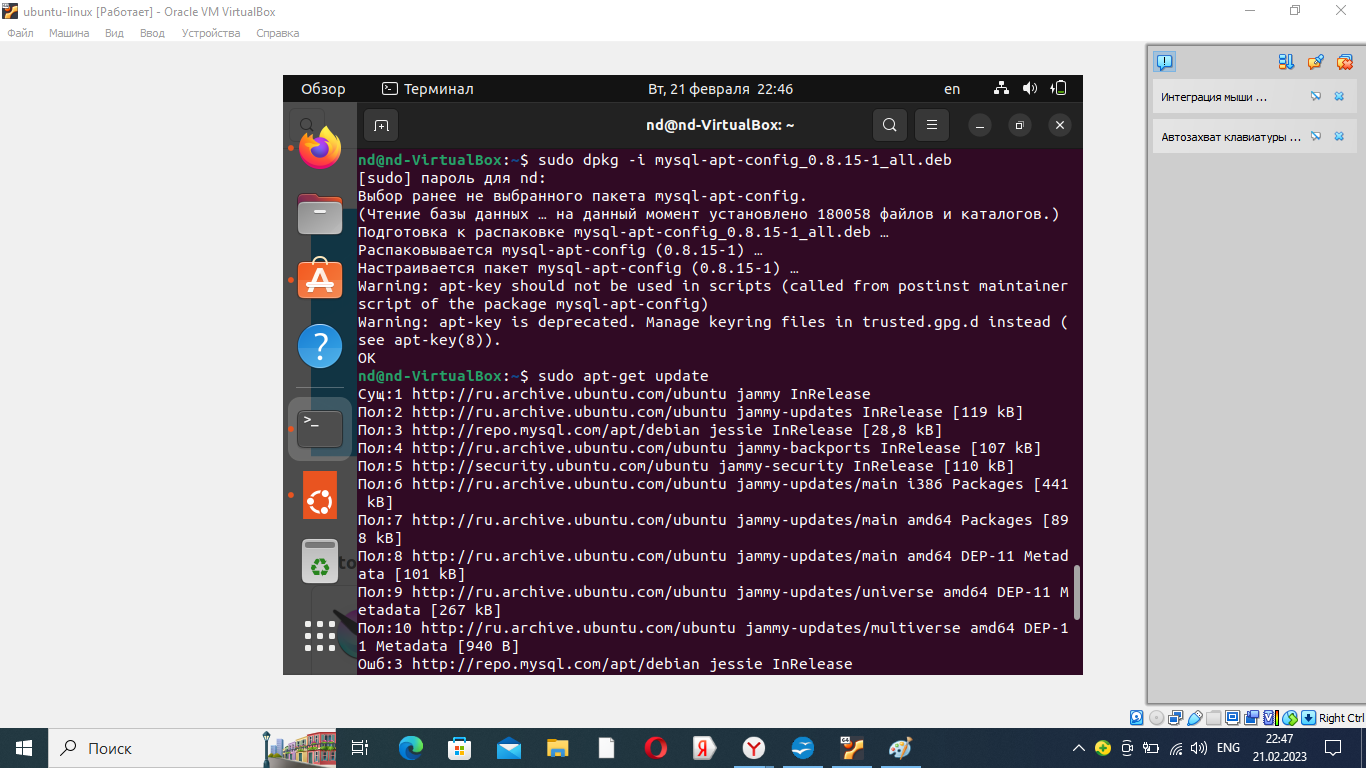 ubuntu-linux [Работает] - Oracle VM VirtualBox
Файл Машина Вид Ввод Устройства Справка
Обзор Терминал Вт, 21 февраля 22:46 en
nd@nd-VirtualBox: ~
nd@nd-VirtualBox:~$ sudo dpkg -i mysql-apt-config_0.8.15-1_all.deb
[sudo] пароль для nd:
Выбор ранее не выбранного пакета mysql-apt-config.
(Чтение базы данных … на данный момент установлено 180058 файлов и каталогов.)
Подготовка к распаковке mysql-apt-config_0.8.15-1_all.deb …
Распаковывается mysql-apt-config (0.8.15-1) …
Настраивается пакет mysql-apt-config (0.8.15-1) …
Warning: apt-key should not be used in scripts (called from postinst maintainer
script of the package mysql-apt-config)
Warning: apt-key is deprecated. Manage keyring files in trusted.gpg.d instead (
see apt-key(8)).
OK
nd@nd-VirtualBox:~$ sudo apt-get update
Сущ:1 http://ru.archive.ubuntu.com/ubuntu jammy InRelease
Пол:2 http://ru.archive.ubuntu.com/ubuntu jammy-updates InRelease [119 kB]
Пол:3 http://repo.mysql.com/apt/debian jessie InRelease [28,8 kB]
Пол:4 http://ru.archive.ubuntu.com/ubuntu jammy-backports InRelease [107 kB]
Пол:5 http://security.ubuntu.com/ubuntu jammy-security InRelease [110 kB]
Пол:6 http://ru.archive.ubuntu.com/ubuntu jammy-updates/main i386 Packages [441
kB]
Пол:7 http://ru.archive.ubuntu.com/ubuntu jammy-updates/main amd64 Packages [89
8 kB]
Пол:8 http://ru.archive.ubuntu.com/ubuntu jammy-updates/main amd64 DEP-11 Metad
ata [101 kB]
Пол:9 http://ru.archive.ubuntu.com/ubuntu jammy-updates/universe amd64 DEP-11 M
etadata [267 kB]
Пол:10 http://ru.archive.ubuntu.com/ubuntu jammy-updates/multiverse amd64 DEP-1
1 Metadata [940 B]
Ошб:3 http://repo.mysql.com/apt/debian jessie InRelease
to
Интеграция мыши ...
Автозахват клавиатуры ...
Right Ctrl
Поиск
ENG
22:47
21.02.2023